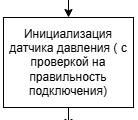 Инициализация
датчика давления ( с
проверкой на
правильность
подключения)